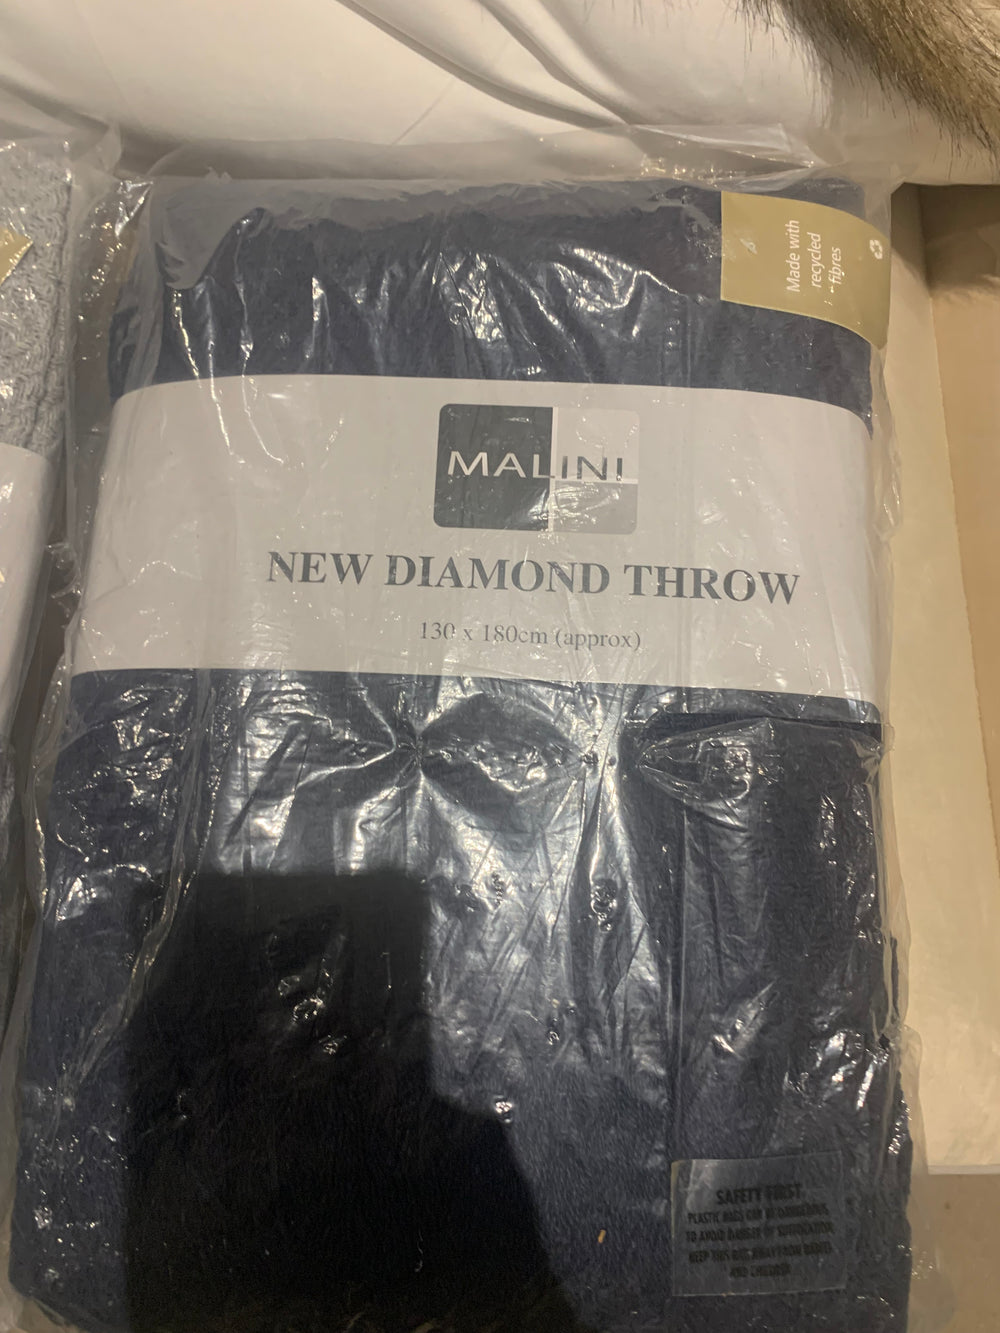 Made with
recycled
fibres
MALINI
NEW DIAMOND THROW
130 x 180cm (approx)
SAFETY FIRST
PLASTIC BAGS CAN BE DANGEROUS.
TO AVOID DANGER OF SUFFOCATION,
KEEP THIS BAG AWAY FROM BABIES
AND CHILDREN.